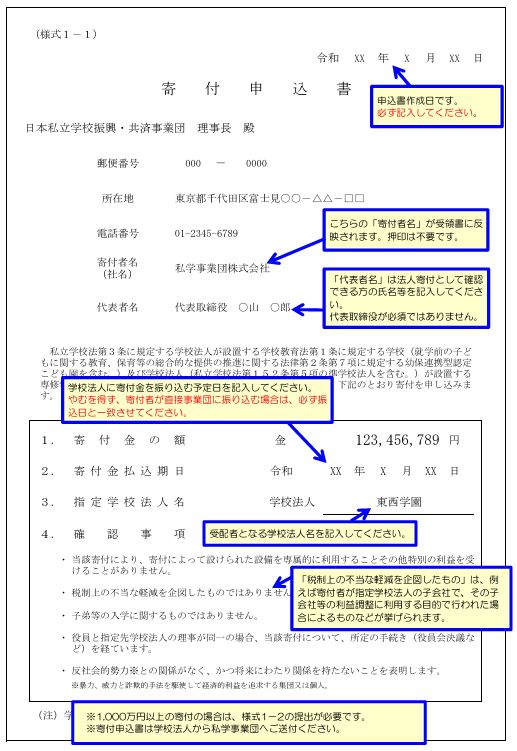 （様式１－１）
令和　XX　年　X　月　XX　日
寄　付　申　込　書
申込書作成日です。
必ず記入してください。
日本私立学校振興・共済事業団　理事長　殿
郵便番号　000　－　0000
所在地　東京都千代田区富士見○○－△△－□□
電話番号　01-2345-6789
こちらの「寄付者名」が受領書に反
映されます。押印は不要です。
寄付者名
（社名）　私学事業団株式会社
「代表者名」は法人寄付として確認
できる方の氏名等を記入してくださ
い。
代表取締役が必須ではありません。
代表者名　代表取締役　○山　○郎
私立学校法第３条に規定する学校法人が設置する学校教育法第１条に規定する学校（就学前の子ど
もに関する教育、保育等の総合的な提供の推進に関する法律第２条第７項に規定する幼保連携型認定
こども園を含む。）及び学校法人（私立学校法第１５２条第５項の準学校法人を含む。）が設置する
専修
下記のとおり寄付を申し込みま
す。
学校法人に寄付金を振り込む予定日を記入してください。
やむを得ず、寄付者が直接事業団に振り込む場合は、必ず振
込日と一致させてください。
１．　寄　付　金　の　額　金　123,456,789　円
２．　寄付金払込期日　令和　XX　年　X　月　XX　日
３．　指定学校法人名　学校法人　東西学園
４．　確　認　事　項
受配者となる学校法人名を記入してください。
・当該寄付により、寄付によって設けられた設備を専属的に利用することその他特別の利益を受
けることがありません。
・税制上の不当な軽減を企図したものではありません
「税制上の不当な軽減を企図したもの」は、例
えば寄付者が指定学校法人の子会社で、その子
会社等の利益調整に利用する目的で行われた場
合によるものなどが挙げられます。
・子弟等の入学に関するものではありません。
・役員と指定先学校法人の理事が同一の場合、当該寄付について、所定の手続き（役員会決議な
ど）を経ています。
・反社会的勢力※との関係がなく、かつ将来にわたり関係を持たないことを表明します。
※暴力、威力と詐欺的手法を駆使して経済的利益を追求する集団又は個人。
（注）学
※１,０００万円以上の寄付の場合は、様式１－２の提出が必要です。
※寄付申込書は学校法人から私学事業団へご送付ください。